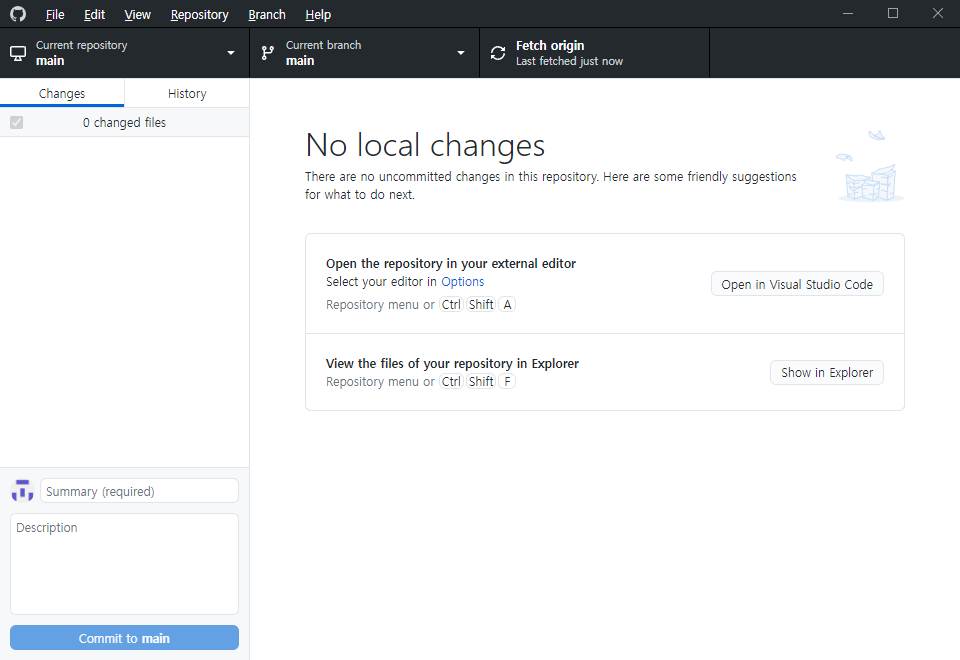 File Edit View Repository Branch Help
Current repository
main
Current branch
main
Fetch origin
Last fetched just now
Changes
History
0 changed files
No local changes
There are no uncommitted changes in this repository. Here are some friendly suggestions
for what to do next.
Open the repository in your external editor
Select your editor in Options
Repository menu or Ctrl Shift A
Open in Visual Studio Code
View the files of your repository in Explorer
Repository menu or Ctrl Shift F
Show in Explorer
Summary (required)
Description
Commit to main